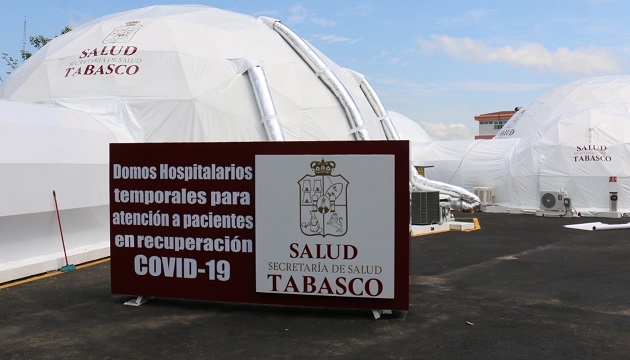 SALUD
SECRETARÍA DE SALUD
TABASCO
SALUD
SECRETARÍA DE SALUD
TABASCO
Domos Hospitalarios
temporales para
atención a pacientes
en recuperación
COVID-19
SALUD
SECRETARÍA DE SALUD
TABASCO